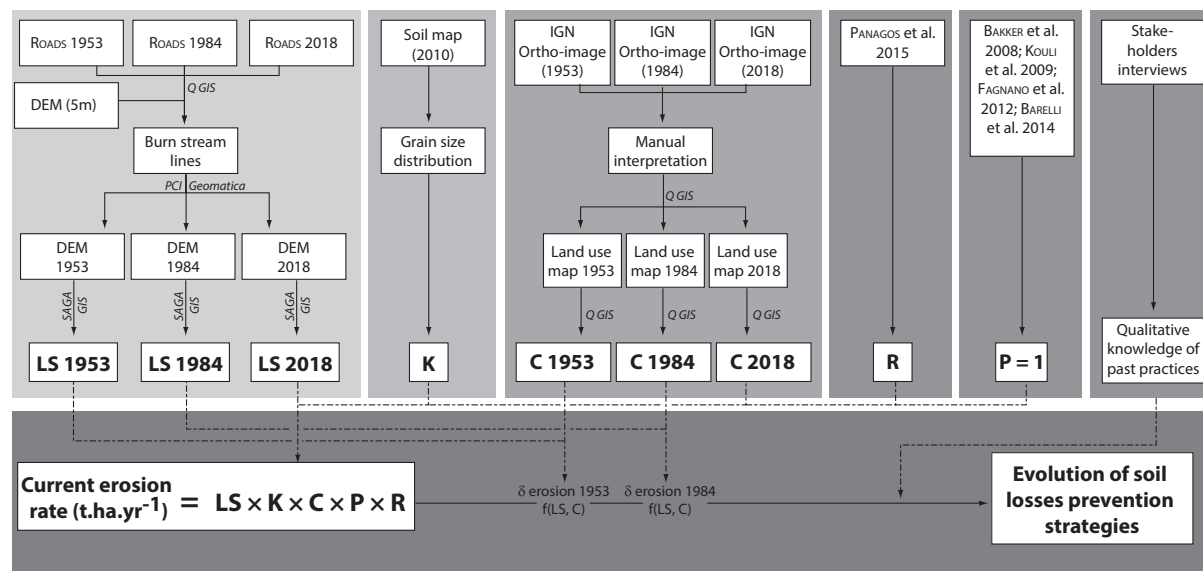 ROADS 1953
ROADS 1984
ROADS 2018
Q GIS
DEM (5m)
Burn stream
lines
PCI Geomatica
DEM
1953
DEM
1984
DEM
2018
SAGA
GIS
SAGA
GIS
SAGA
GIS
LS 1953
LS 1984
LS 2018
Soil map
(2010)
Grain size
distribution
K
IGN
Ortho-image
(1953)
IGN
Ortho-image
(1984)
IGN
Ortho-image
(2018)
Manual
interpretation
Q GIS
Land use
map 1953
Land use
map 1984
Land use
map 2018
Q GIS
Q GIS
Q GIS
C 1953
C 1984
C 2018
PANAGOS et al.
2015
R
BAKKER et al.
2008; KOULI
et al. 2009;
FAGNANO et al.
2012; BARELLI
et al. 2014
P = 1
Stake-
holders
interviews
Qualitative
knowledge of
past practices
Current erosion
rate (t.ha.yr-1) = LS × K × C × P × R
δ erosion 1953
f(LS, C)
δ erosion 1984
f(LS, C)
Evolution of soil
losses prevention
strategies